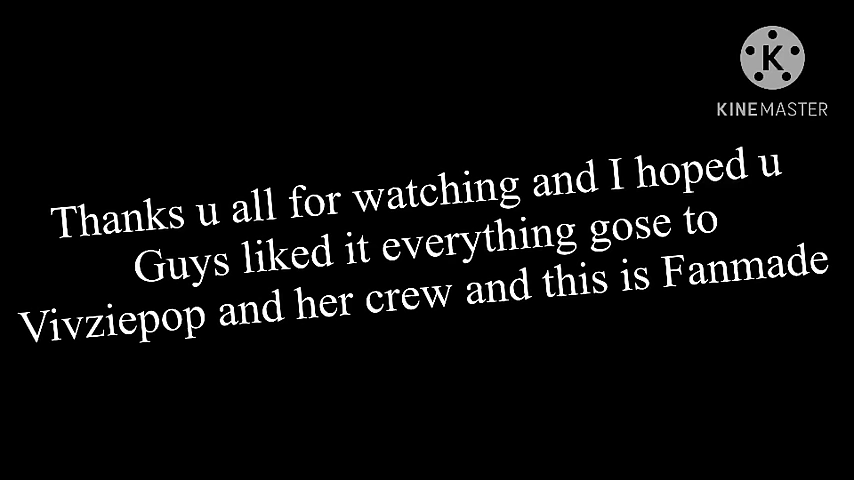 K
KINEMASTER
Thanks u all for watching and I hoped u
Guys liked it everything gose to
Vivziepop and her crew and this is Fanmade